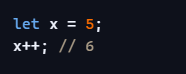 let x = 5;
x++; // 6